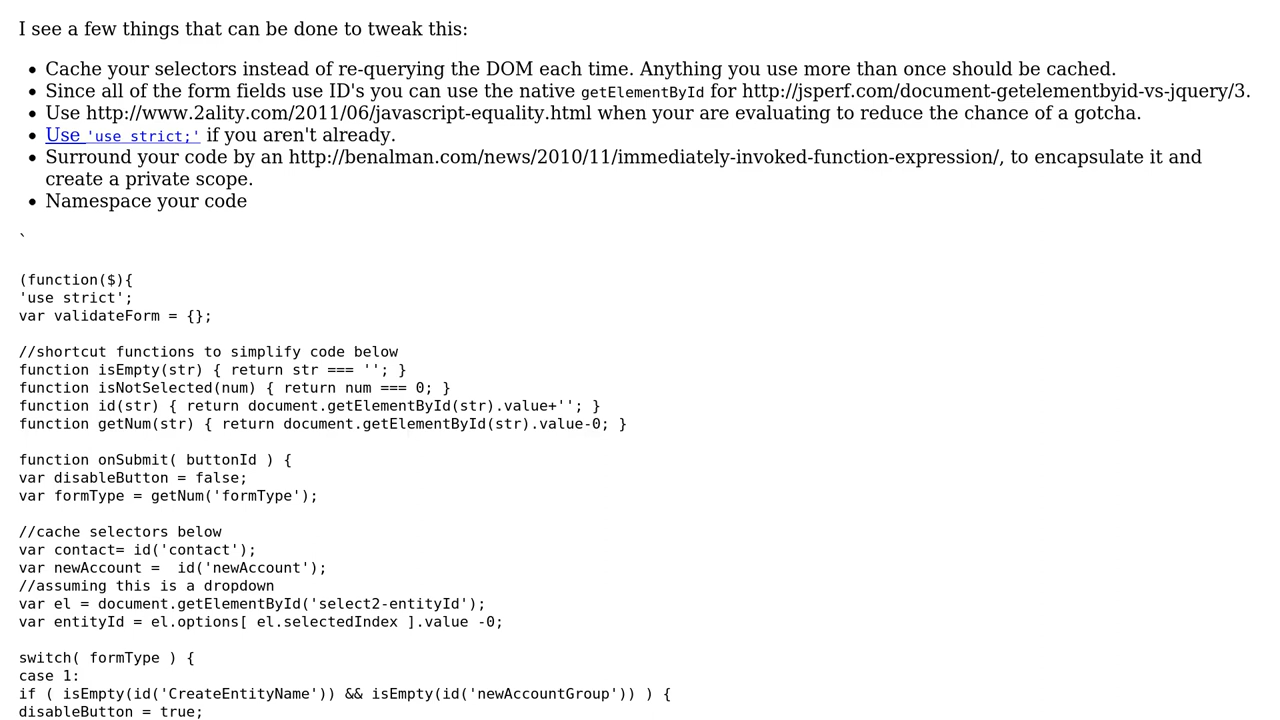 I see a few things that can be done to tweak this:
• Cache your selectors instead of re-querying the DOM each time. Anything you use more than once should be cached.
• Since all of the form fields use ID's you can use the native getElementById for http://jsperf.com/document-getelementbyid-vs-jquery/3.
• Use http://www.2ality.com/2011/06/javascript-equality.html when your are evaluating to reduce the chance of a gotcha.
• Use 'use strict;' if you aren't already.
• Surround your code by an http://benalman.com/news/2010/11/immediately-invoked-function-expression/, to encapsulate it and
create a private scope.
• Namespace your code
`
(function($){
'use strict';
var validateForm = {};
//shortcut functions to simplify code below
function isEmpty(str) { return str === ''; }
function isNotSelected(num) { return num === 0; }
function id(str) { return document.getElementById(str).value+''; }
function getNum(str) { return document.getElementById(str).value-0; }
function onSubmit( buttonId ) {
var disableButton = false;
var formType = getNum('formType');
//cache selectors below
var contact= id('contact');
var newAccount =  id('newAccount');
//assuming this is a dropdown
var el = document.getElementById('select2-entityId');
var entityId = el.options[ el.selectedIndex ].value -0;
switch( formType ) {
case 1:
if ( isEmpty(id('CreateEntityName')) && isEmpty(id('newAccountGroup')) ) {
disableButton = true;